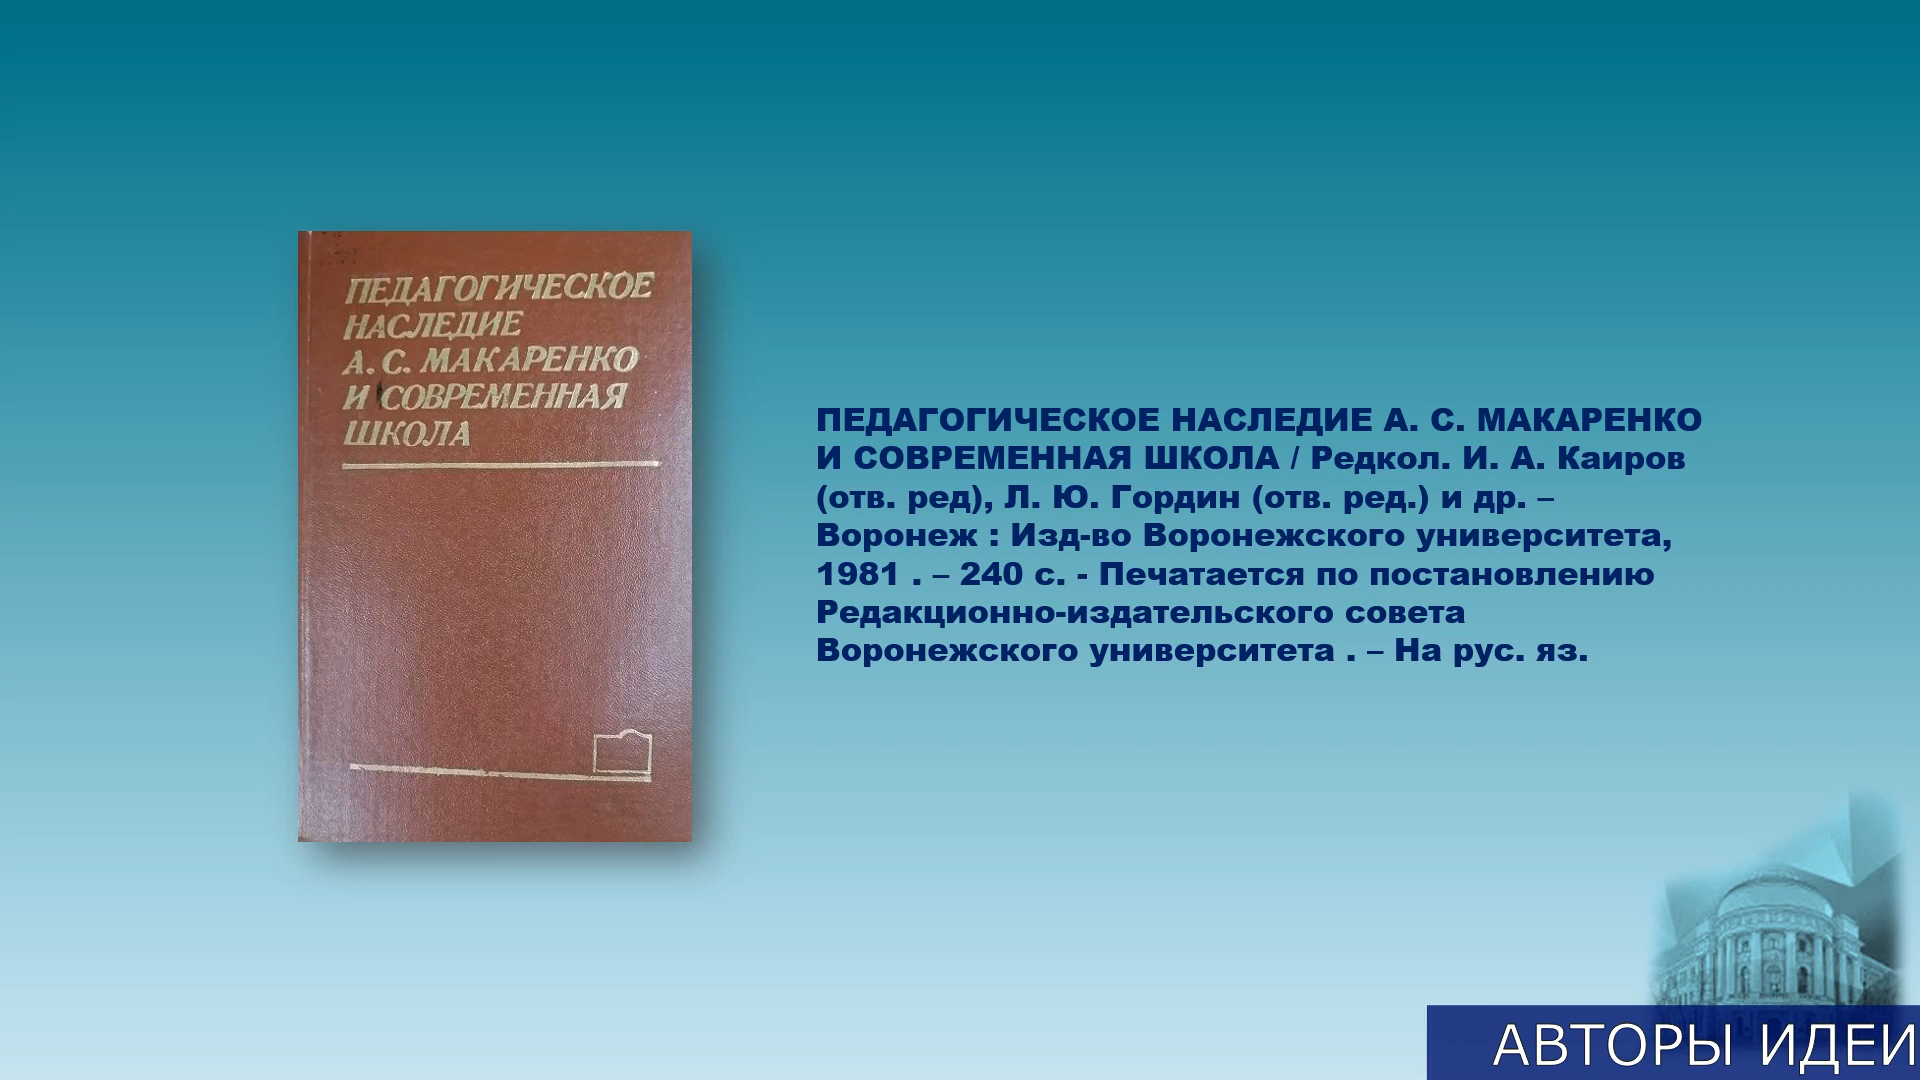 ПЕДАГОГИЧЕСКОЕ
НАСЛЕДИЕ
А. С. МАКАРЕНКО
И СОВРЕМЕННАЯ
ШКОЛА
ПЕДАГОГИЧЕСКОЕ НАСЛЕДИЕ А. С. МАКАРЕНКО
И СОВРЕМЕННАЯ ШКОЛА / Редкол. И. А. Каиров
(отв. ред), Л. Ю. Гордин (отв. ред.) и др. –
Воронеж : Изд-во Воронежского университета,
1981 . – 240 с. - Печатается по постановлению
Редакционно-издательского совета
Воронежского университета . – На рус. яз.
АВТОРЫ ИДЕИ